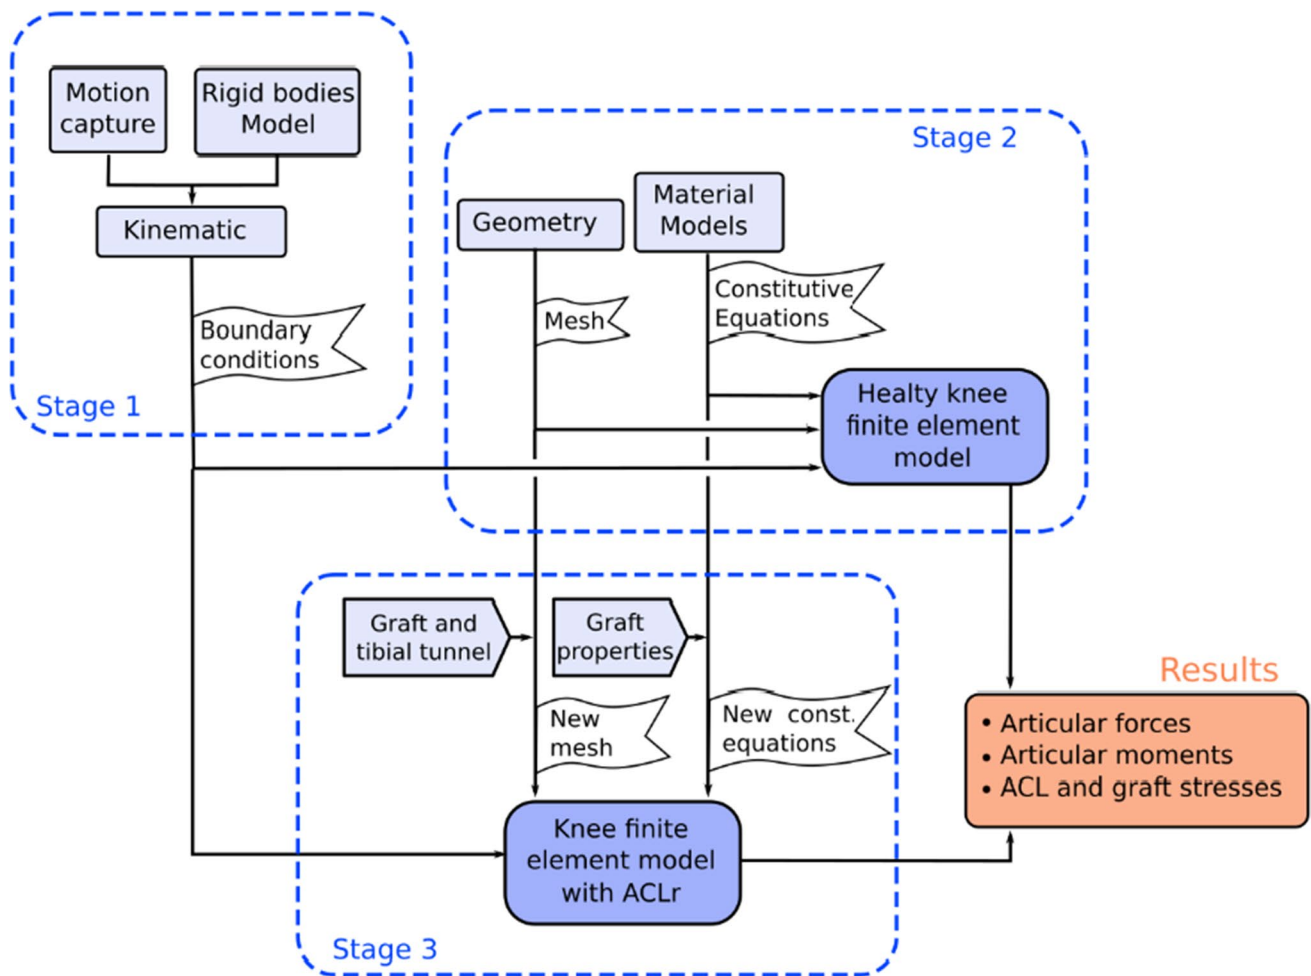 Motion
capture
Rigid bodies
Model
Kinematic
Boundary
conditions
Stage 1
Stage 2
Geometry
Material
Models
Mesh
Constitutive
Equations
Healty knee
finite element
model
Graft and
tibial tunnel
Graft
properties
New
mesh
New const.
equations
Knee finite
element model
with ACLr
Stage 3
Results
• Articular forces
• Articular moments
• ACL and graft stresses